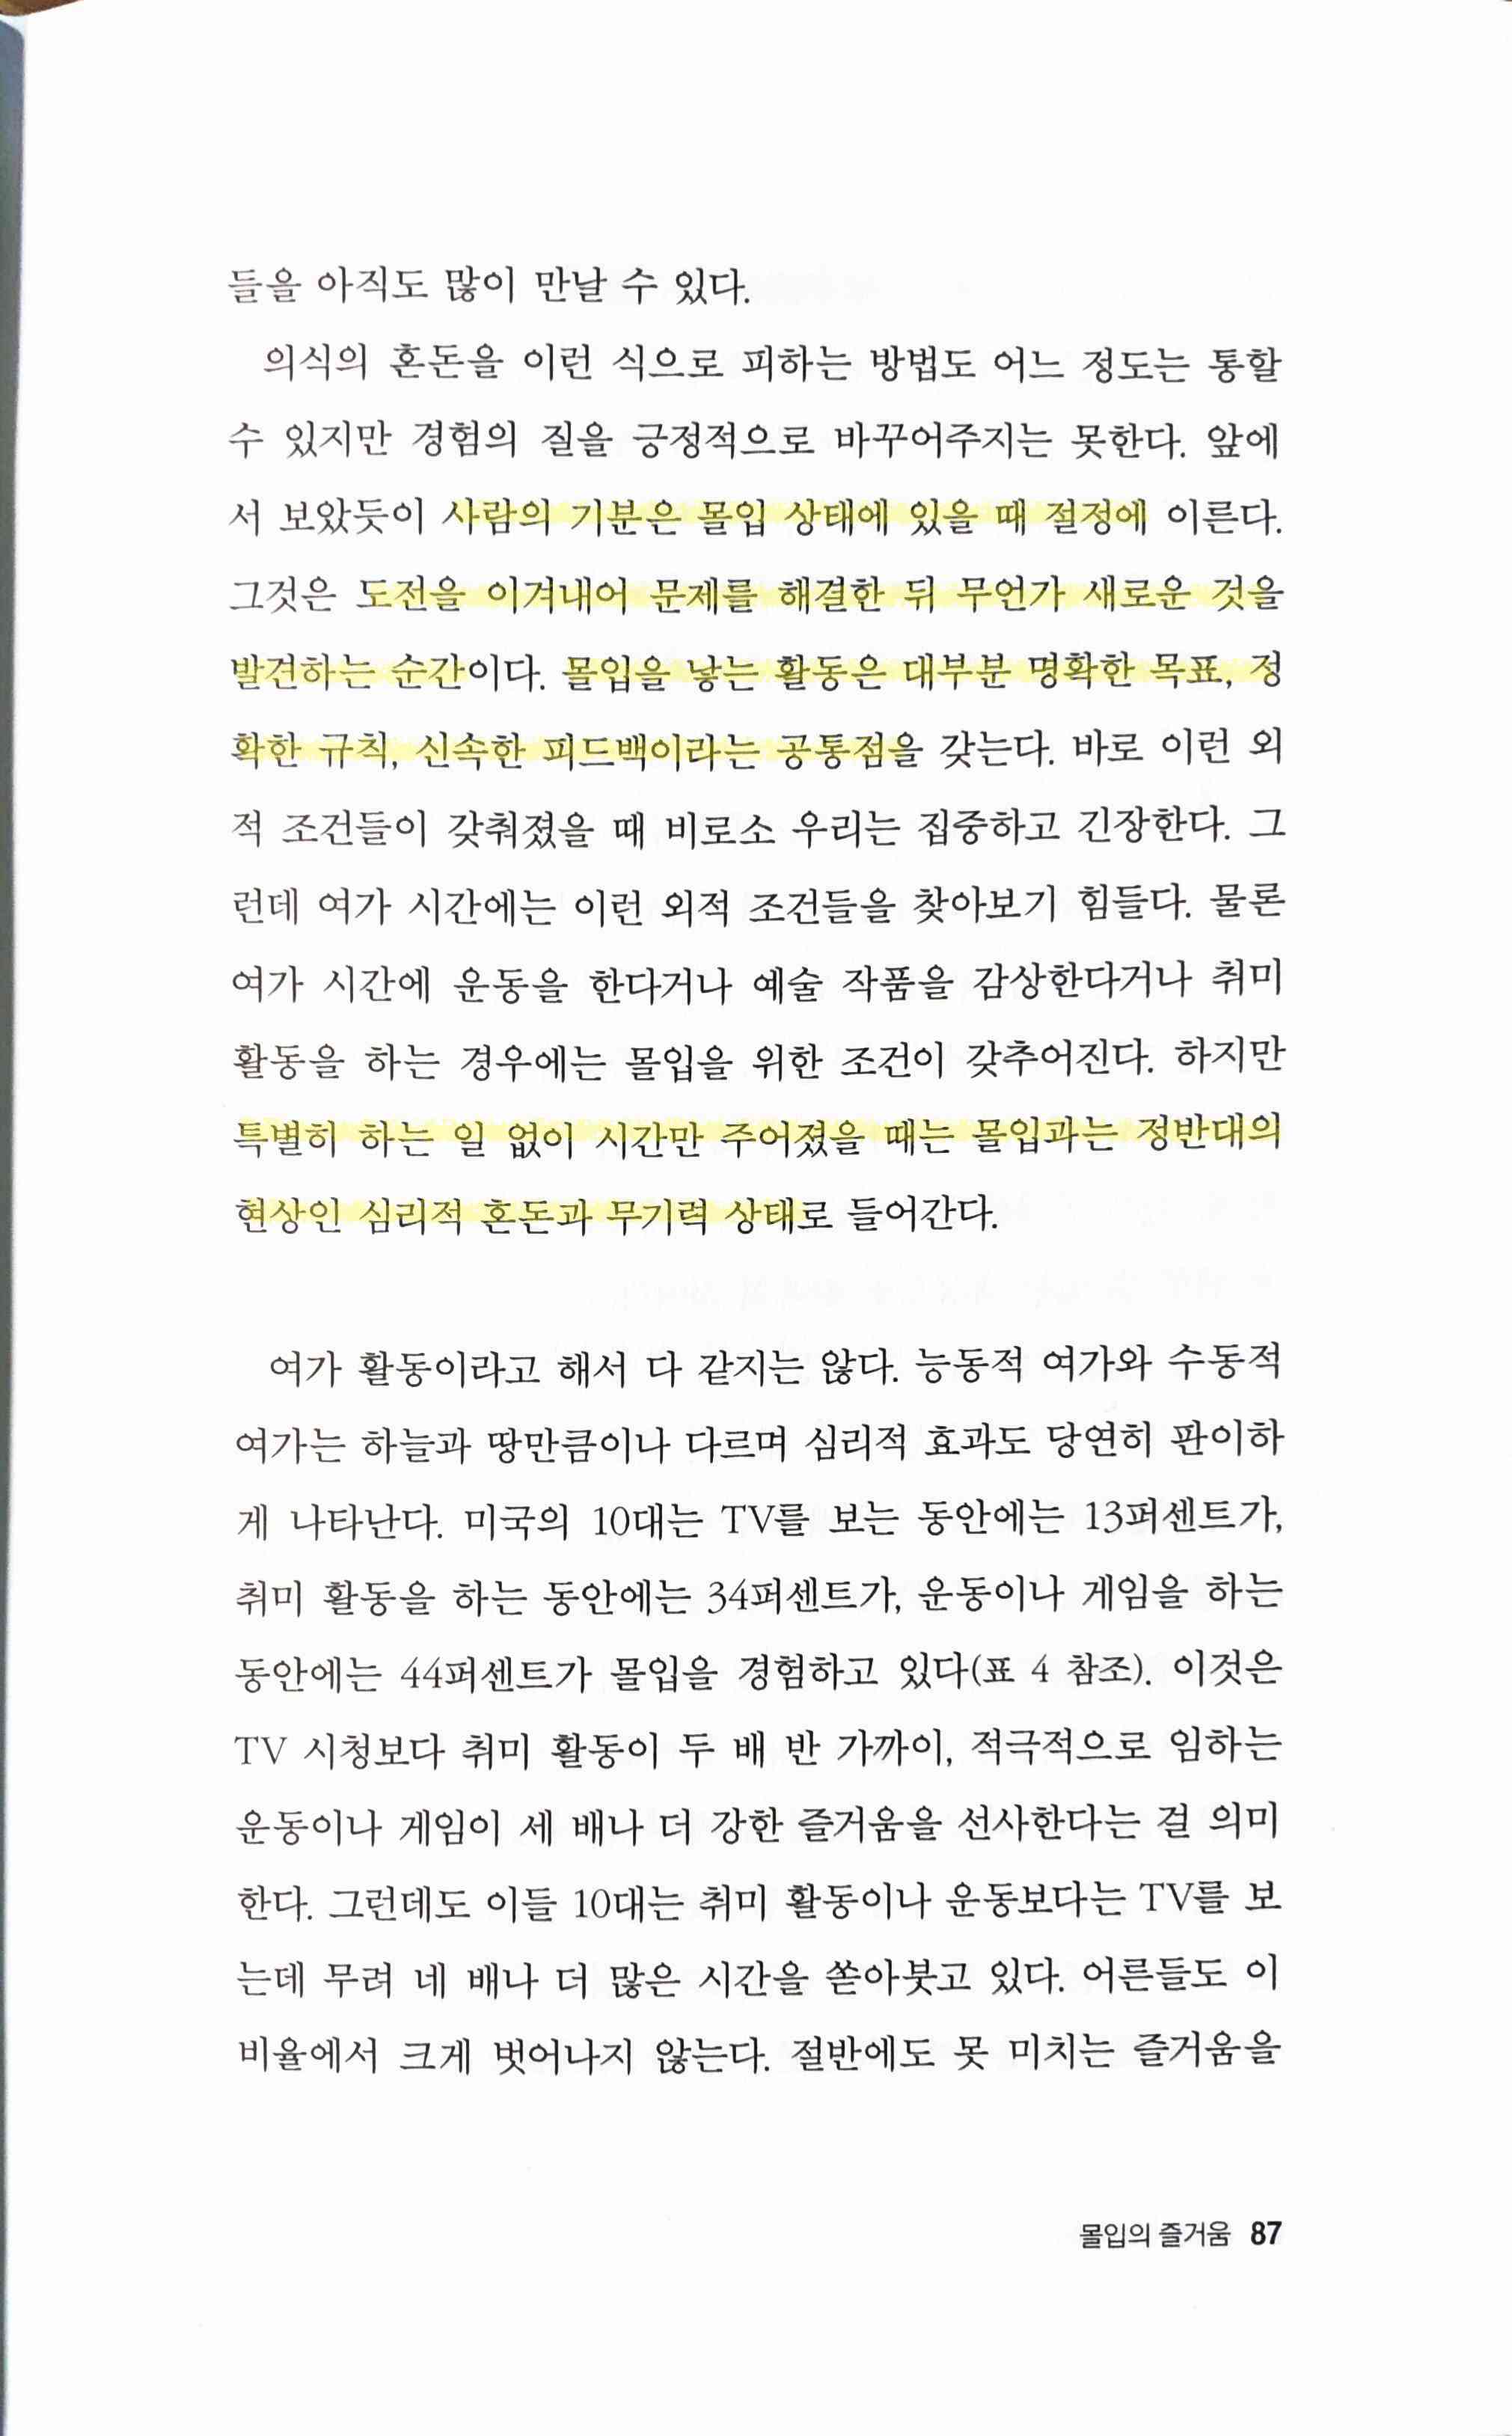 들을 아직도 많이 만날 수 있다.
의식의 혼돈을 이런 식으로 피하는 방법도 어느 정도는 통할
수 있지만 경험의 질을 긍정적으로 바꾸어주지는 못한다. 앞에
서 보았듯이 사람의 기분은 몰입 상태에 있을 때 절정에 이른다.
그것은 도전을 이겨내어 문제를 해결한 뒤 무언가 새로운 것을
발견하는 순간이다. 몰입을 낳는 활동은 대부분 명확한 목표, 정
확한 규칙, 신속한 피드백이라는 공통점을 갖는다. 바로 이런 외
적 조건들이 갖춰졌을 때 비로소 우리는 집중하고 긴장한다. 그
런데 여가 시간에는 이런 외적 조건들을 찾아보기 힘들다. 물론
여가 시간에 운동을 한다거나 예술 작품을 감상한다거나 취미
활동을 하는 경우에는 몰입을 위한 조건이 갖추어진다. 하지만
특별히 하는 일 없이 시간만 주어졌을 때는 몰입과는 정반대의
현상인 심리적 혼돈과 무기력 상태로 들어간다.
여가 활동이라고 해서 다 같지는 않다. 능동적 여가와 수동적
여가는 하늘과 땅만큼이나 다르며 심리적 효과도 당연히 판이하
게 나타난다. 미국의 10대는 TV를 보는 동안에는 13퍼센트가,
취미 활동을 하는 동안에는 34퍼센트가, 운동이나 게임을 하는
동안에는 44퍼센트가 몰입을 경험하고 있다(표 4 참조). 이것은
TV 시청보다 취미 활동이 두 배 반 가까이, 적극적으로 임하는
운동이나 게임이 세 배나 더 강한 즐거움을 선사한다는 걸 의미
한다. 그런데도 이들 10대는 취미 활동이나 운동보다는 TV를 보
는데 무려 네 배나 더 많은 시간을 쏟아붓고 있다. 어른들도 이
비율에서 크게 벗어나지 않는다. 절반에도 못 미치는 즐거움을
몰입의 즐거움 87